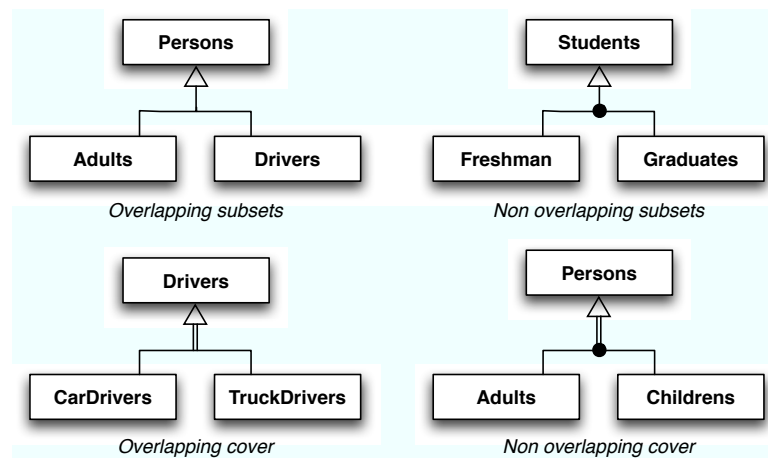 Persons
Students
Adults
Drivers
Freshman
Graduates
Overlapping subsets
Non overlapping subsets
Drivers
Persons
CarDrivers
TruckDrivers
Adults
Childrens
Overlapping cover
Non overlapping cover